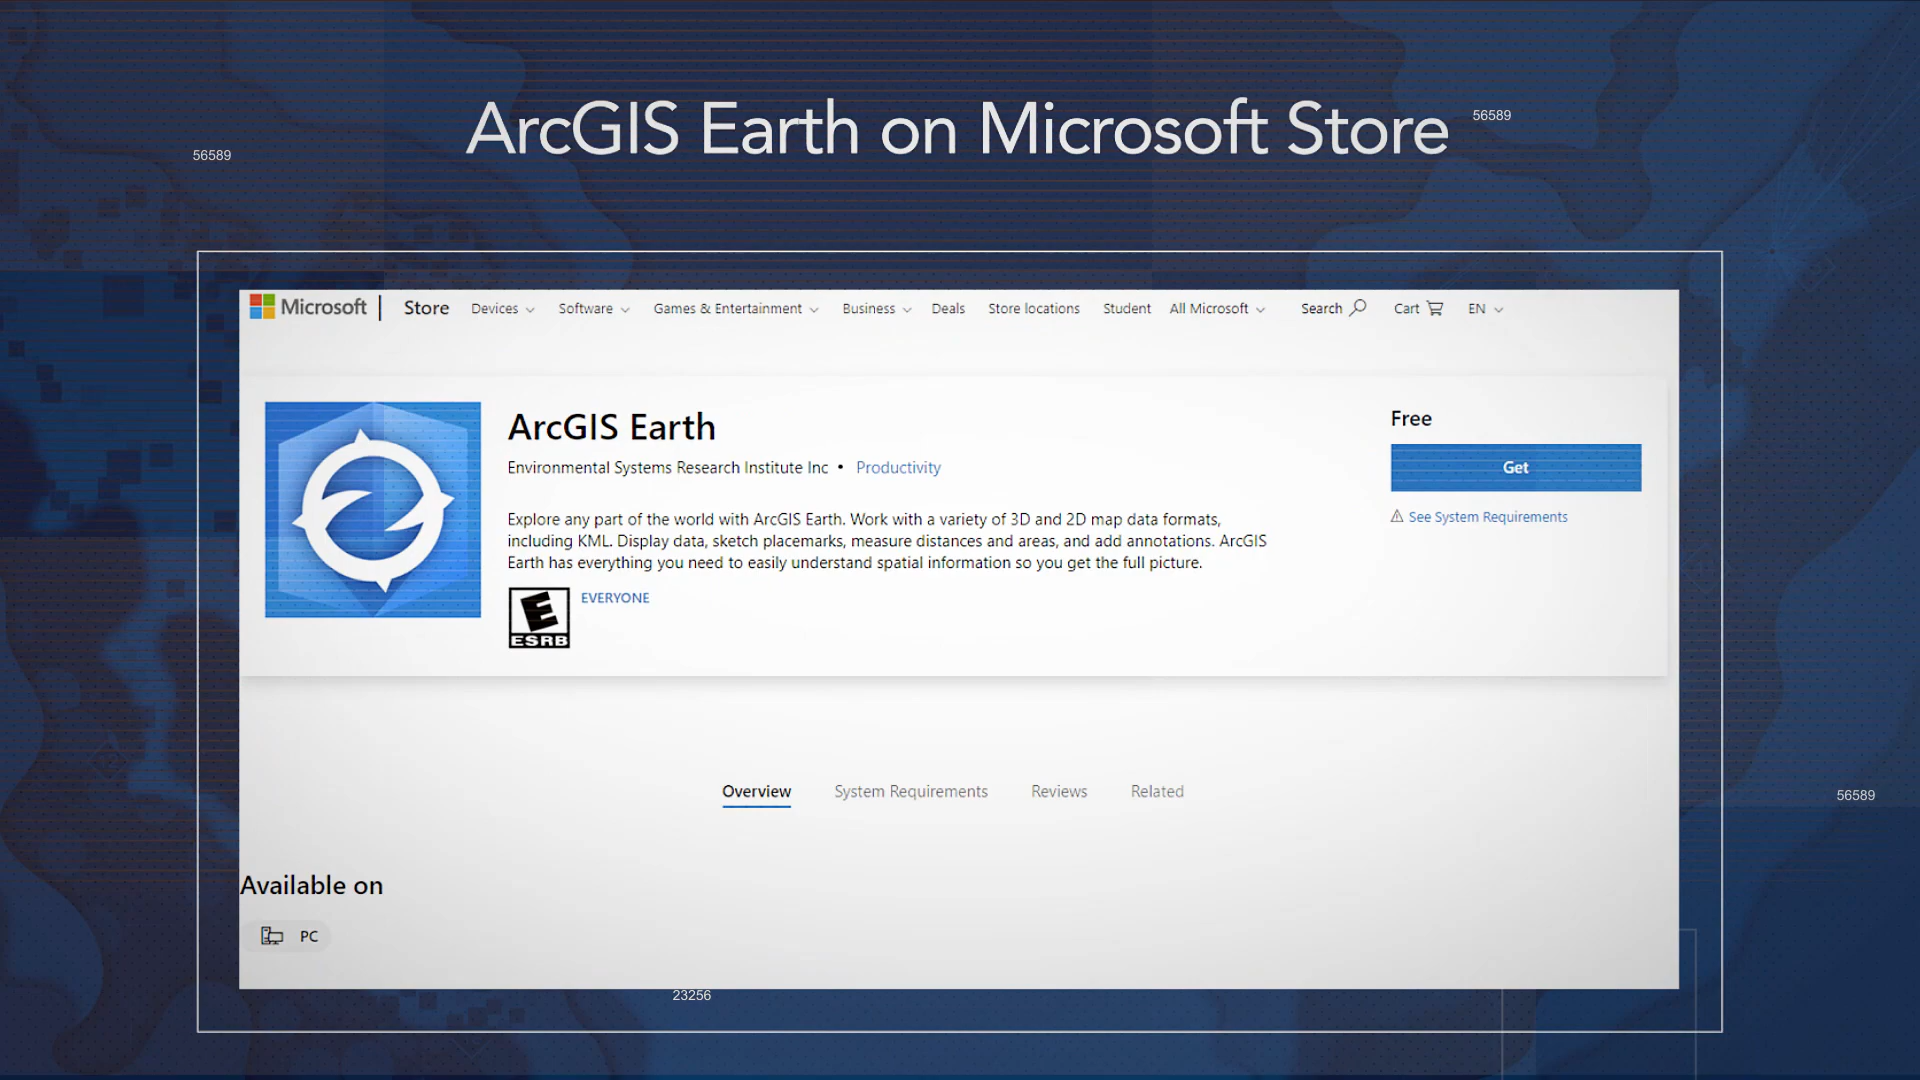 ArcGIS Earth on Microsoft Store
56589
56589
Microsoft | Store Devices Software Games & Entertainment Business Deals Store locations Student All Microsoft Search Cart EN
ArcGIS Earth
Environmental Systems Research Institute Inc • Productivity
Explore any part of the world with ArcGIS Earth. Work with a variety of 3D and 2D map data formats,
including KML. Display data, sketch placemarks, measure distances and areas, and add annotations. ArcGIS
Earth has everything you need to easily understand spatial information so you get the full picture.
E
ESRB
EVERYONE
Free
Get
See System Requirements
Overview System Requirements Reviews Related
56589
Available on
PC
23256